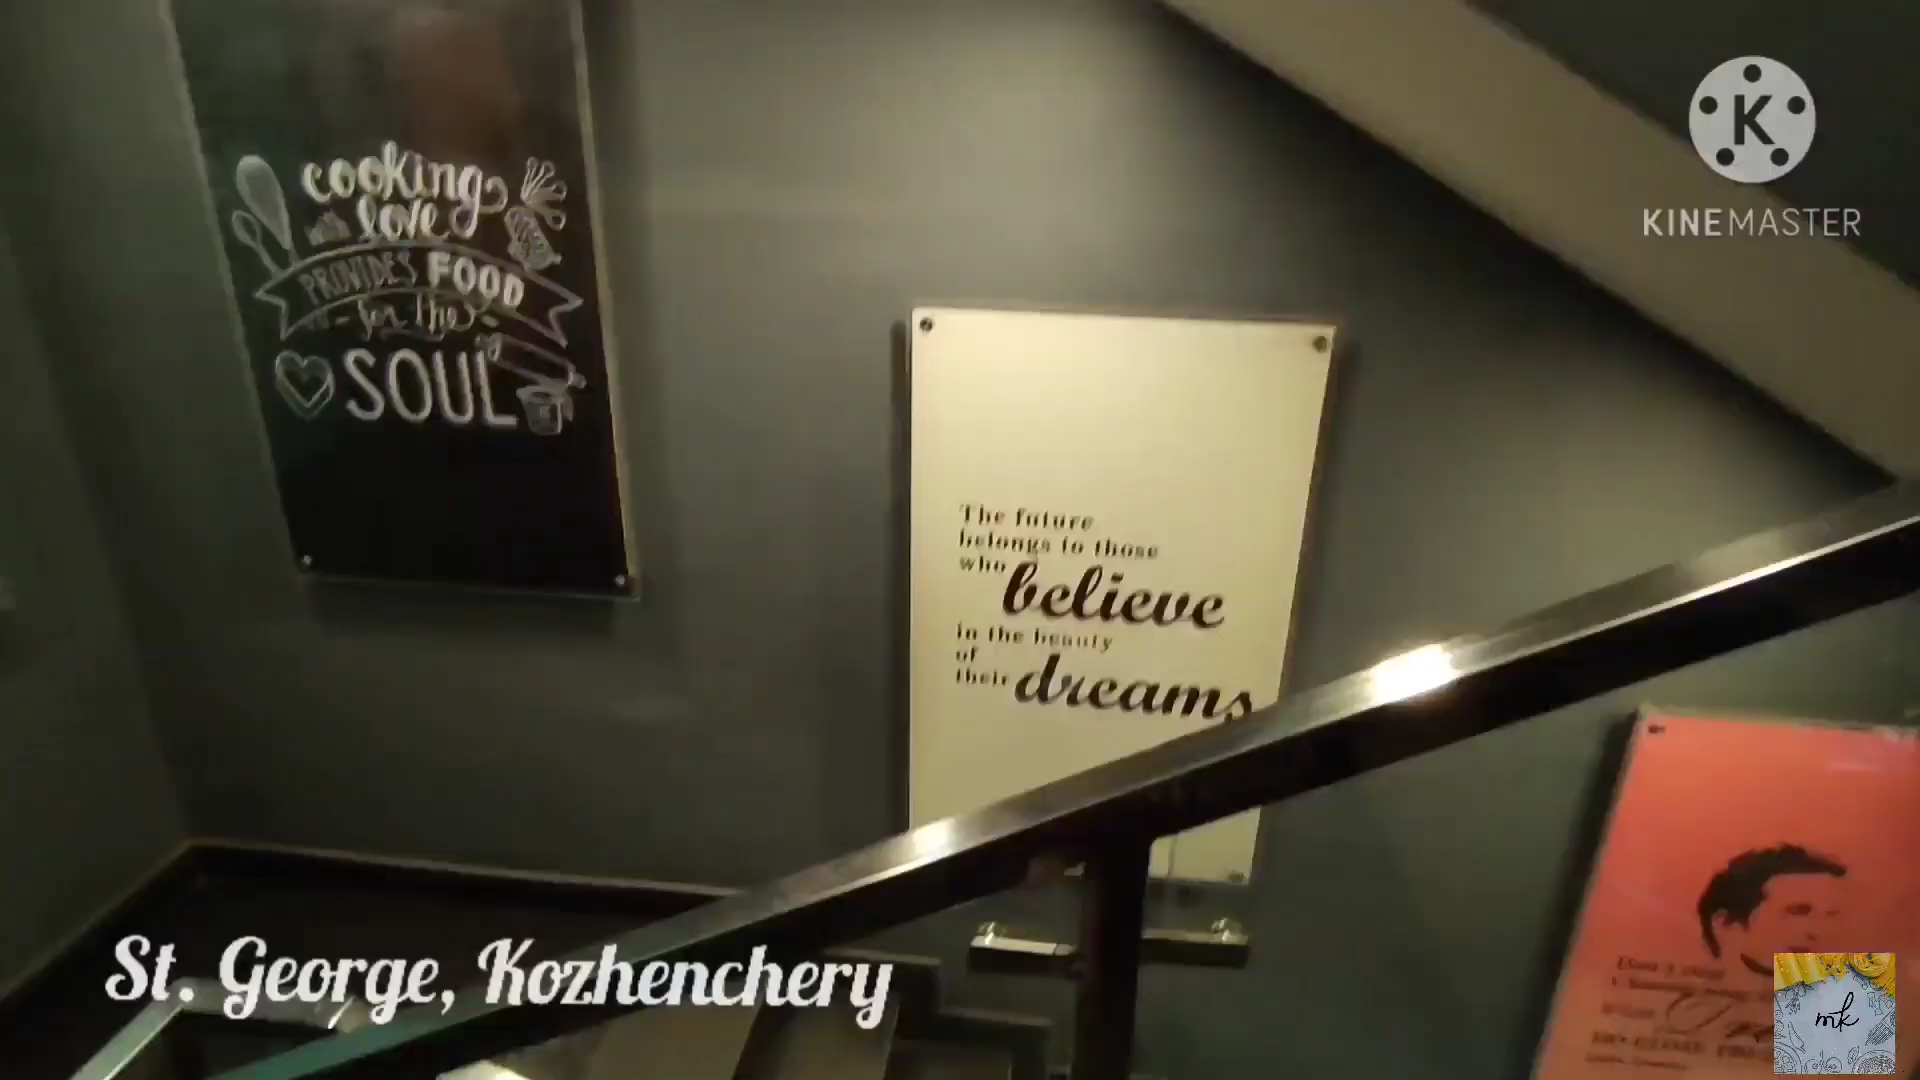 cooking
with love
PROVIDES FOOD
for the
SOUL
The future
belongs to those
who believe
in the beauty
of
their dreams
K
KINEMASTER
St. George, Kozhenchery
mk